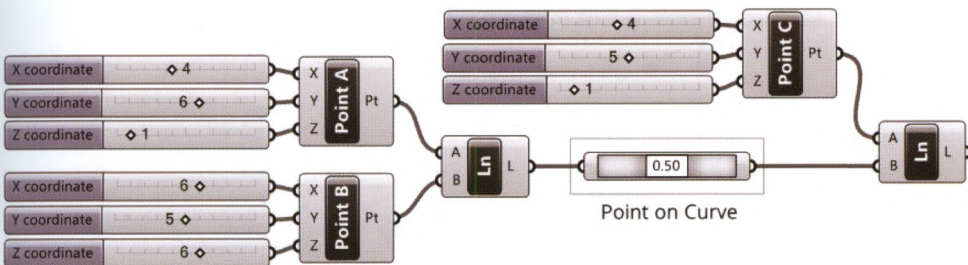 X coordinate 4
Y coordinate 6
Z coordinate 1
X Y Z Point A Pt
X coordinate 6
Y coordinate 5
Z coordinate 6
X Y Z Point B Pt
A B Ln L
0.50
Point on Curve
X coordinate 4
Y coordinate 5
Z coordinate 1
X Y Z Point C Pt
A B Ln L